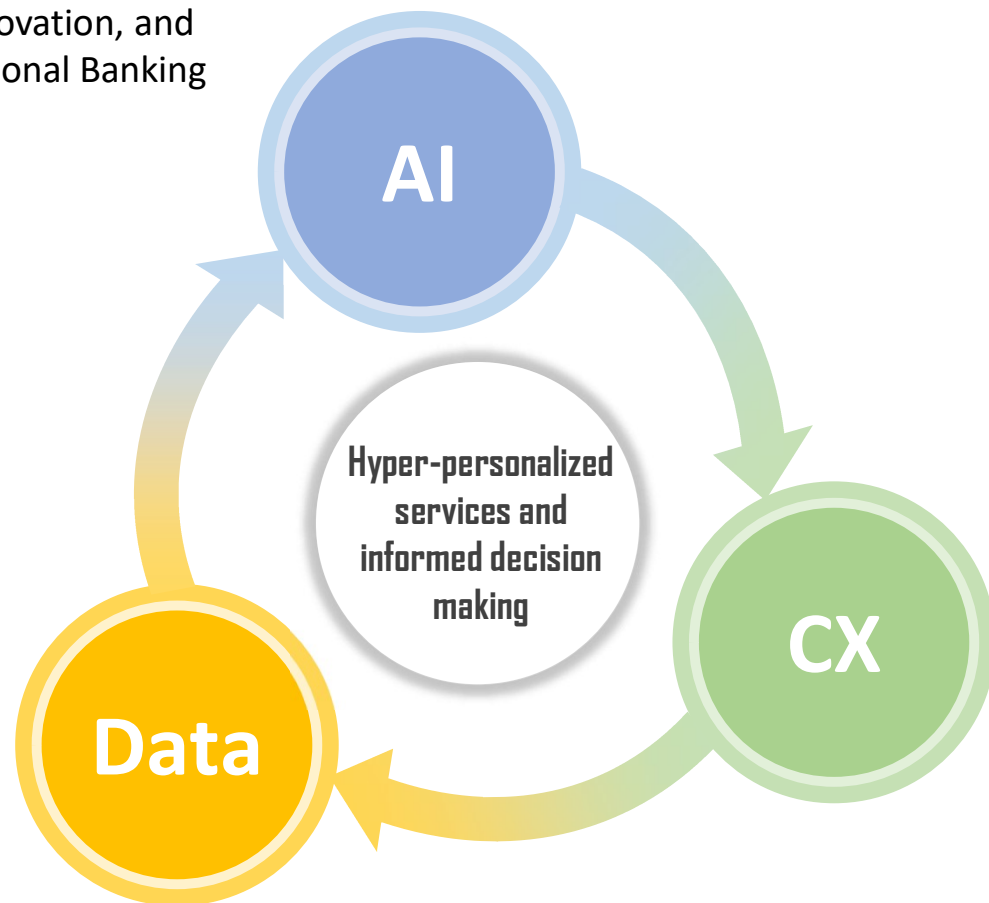 ovation, and
onal Banking
AI
Hyper-personalized
services and
informed decision
making
CX
Data